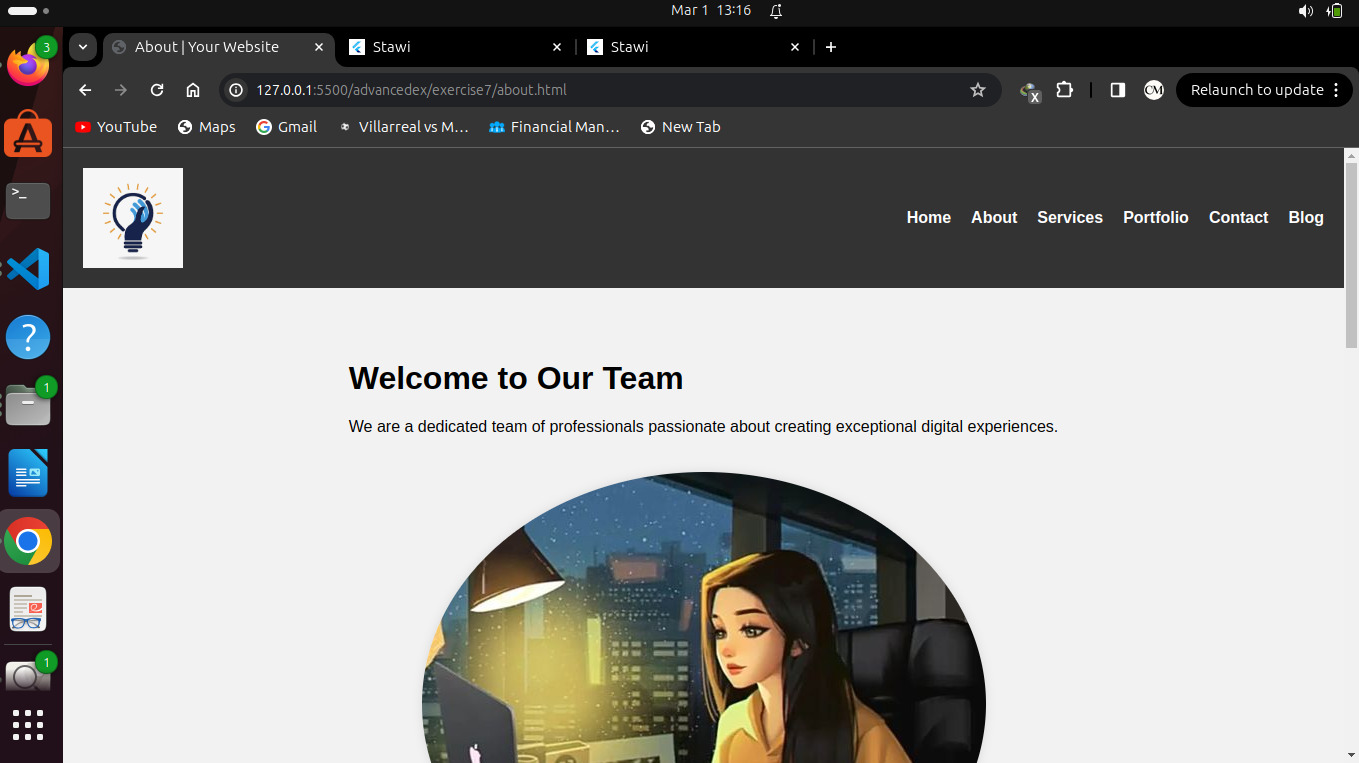 Mar 1 13:16
3
About | Your Website
Stawi
Stawi
127.0.0.1:5500/advancedex/exercise7/about.html
X
CM
Relaunch to update
YouTube
Maps
Gmail
Villarreal vs M…
Financial Man…
New Tab
>_
?
1
1
Home
About
Services
Portfolio
Contact
Blog
Welcome to Our Team
We are a dedicated team of professionals passionate about creating exceptional digital experiences.